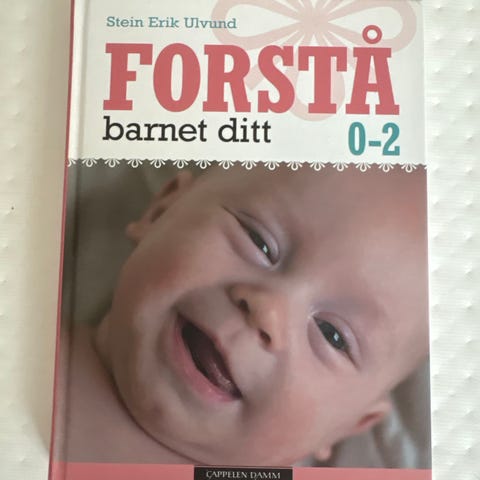 Stein Erik Ulvund
FORSTÅ
barnet ditt
0-2
CAPPELEN DAMM